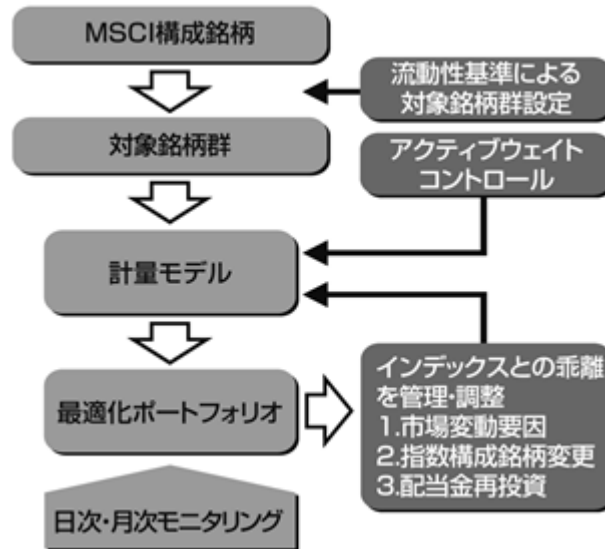 MSCI構成銘柄
流動性基準による
対象銘柄群設定
対象銘柄群
アクティブウェイト
コントロール
計量モデル
最適化ポートフォリオ
インデックスとの乖離
を管理・調整
1.市場変動要因
2.指数構成銘柄変更
3.配当金再投資
日次・月次モニタリング